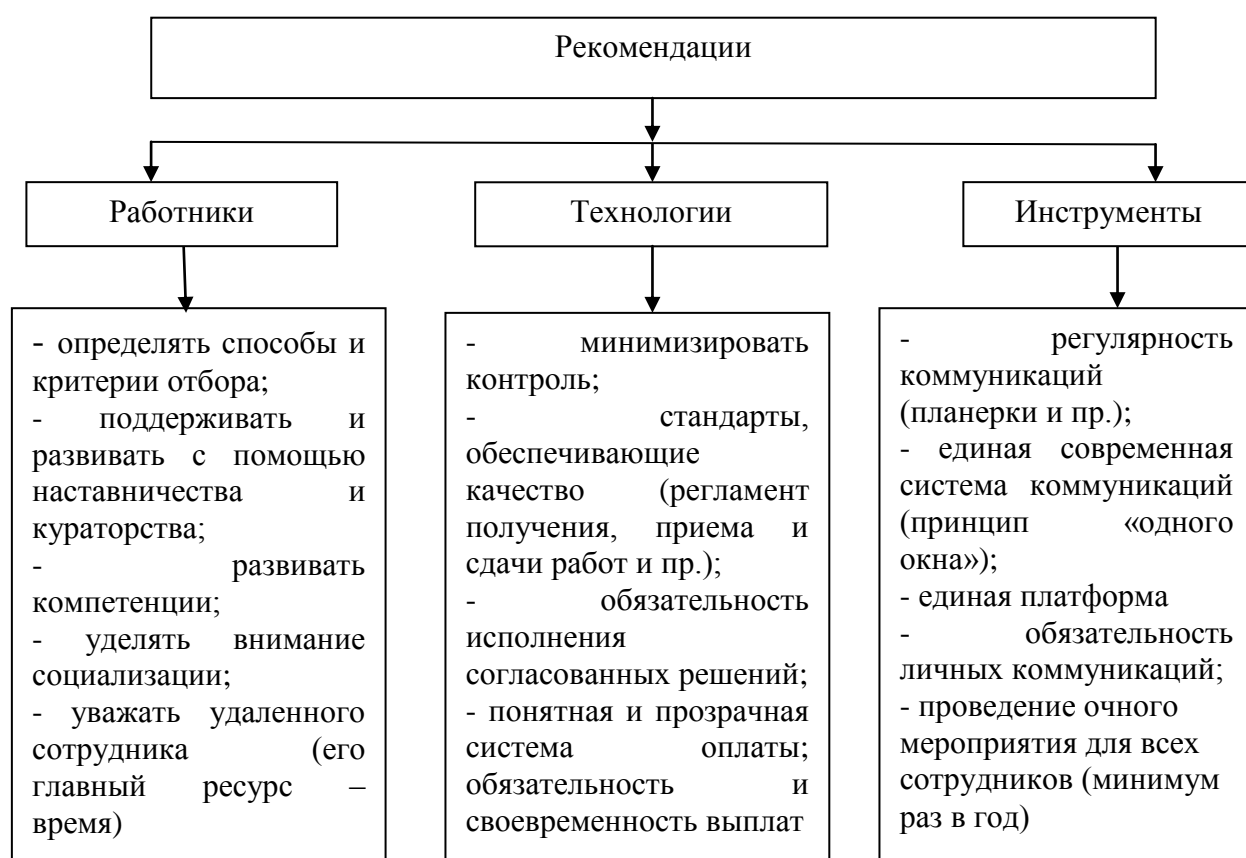 Рекомендации
Работники
Технологии
Инструменты
- определять способы и
критерии отбора;
- поддерживать и
развивать с помощью
наставничества и
кураторства;
- развивать
компетенции;
- уделять внимание
социализации;
- уважать удаленного
сотрудника (его
главный ресурс –
время)
- минимизировать
контроль;
- стандарты,
обеспечивающие
качество (регламент
получения, приема и
сдачи работ и пр.);
- обязательность
исполнения
согласованных решений;
- понятная и прозрачная
система оплаты;
обязательность и
своевременность выплат
- регулярность
коммуникаций
(планерки и пр.);
- единая современная
система коммуникаций
(принцип «одного
окна»);
- единая платформа
- обязательность
личных коммуникаций;
- проведение очного
мероприятия для всех
сотрудников (минимум
раз в год)